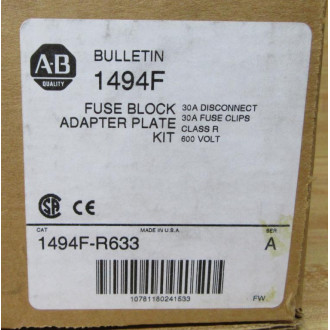 A-B
QUALITY
BULLETIN
1494F
FUSE BLOCK
ADAPTER PLATE
KIT
30A DISCONNECT
30A FUSE CLIPS
CLASS R
600 VOLT
CE
CAT
MADE IN U.S.A.
SER
1494F-R633
A
10781180241633
FW